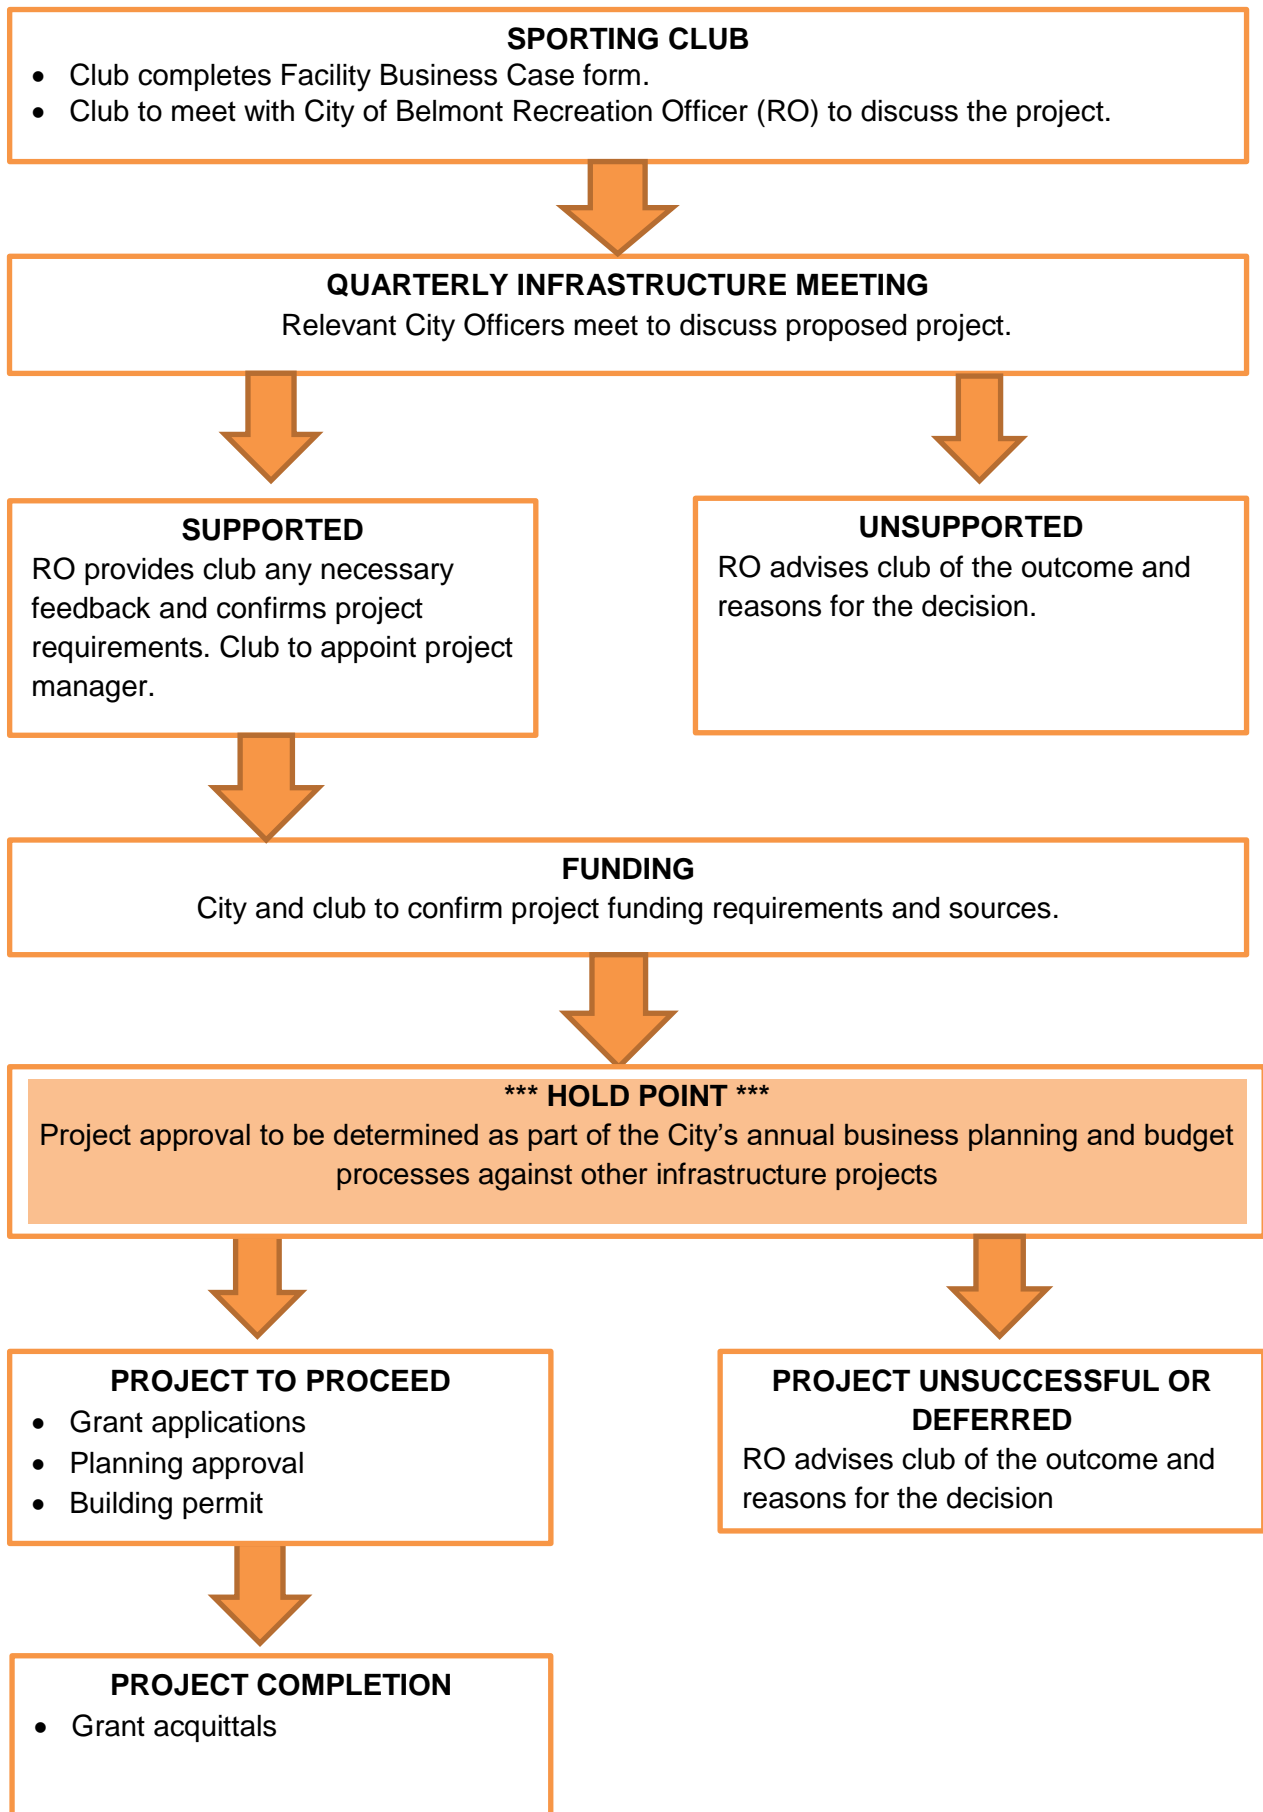 SPORTING CLUB
• Club completes Facility Business Case form.
• Club to meet with City of Belmont Recreation Officer (RO) to discuss the project.
QUARTERLY INFRASTRUCTURE MEETING
Relevant City Officers meet to discuss proposed project.
SUPPORTED
RO provides club any necessary
feedback and confirms project
requirements. Club to appoint project
manager.
UNSUPPORTED
RO advises club of the outcome and
reasons for the decision.
FUNDING
City and club to confirm project funding requirements and sources.
*** HOLD POINT ***
Project approval to be determined as part of the City’s annual business planning and budget
processes against other infrastructure projects
PROJECT TO PROCEED
• Grant applications
• Planning approval
• Building permit
PROJECT UNSUCCESSFUL OR
DEFERRED
RO advises club of the outcome and
reasons for the decision
PROJECT COMPLETION
• Grant acquittals